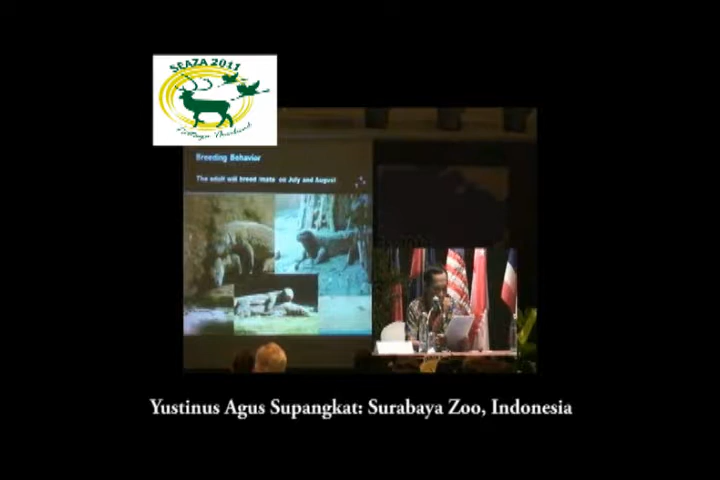 SEAZA 2011
Breeding Behavior
The adult will breed mate on July and August
Yustinus Agus Supangkat: Surabaya Zoo, Indonesia